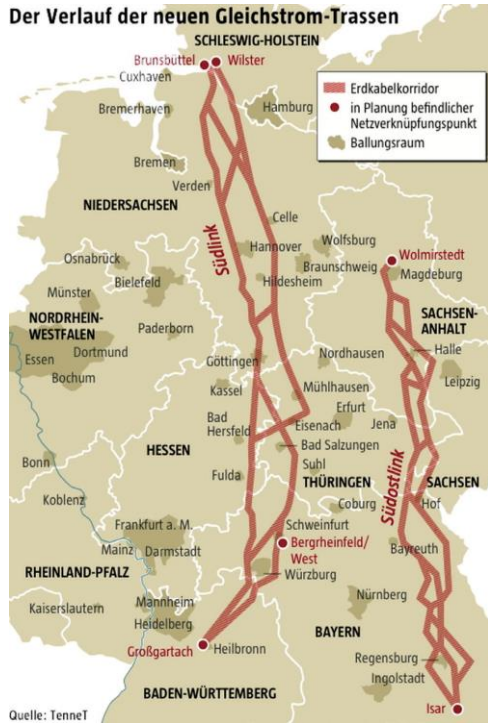 Der Verlauf der neuen Gleichstrom-Trassen
SCHLESWIG-HOLSTEIN
Brunsbüttel
Wilster
Cuxhaven
Erdkabelkorridor
in Planung befindlicher
Netzverknüpfungspunkt
Ballungsraum
Hamburg
Bremerhaven
Bremen
Verden
NIEDERSACHSEN
Celle
Südlink
Wolfsburg
Hannover
Wolmirstedt
Osnabrück
Braunschweig
Magdeburg
Bielefeld
Hildesheim
Münster
SACHSEN-
ANHALT
NORDRHEIN-
WESTFALEN
Paderborn
Essen
Dortmund
Bochum
Göttingen
Nordhausen
Halle
Kassel
Leipzig
Mühlhausen
Erfurt
Jena
Bad
Hersfeld
Eisenach
HESSEN
Bad Salzungen
Bonn
Fulda
Suhl
THÜRINGEN
Südostlink
SACHSEN
Koblenz
Coburg
Hof
Frankfurt a. M.
Schweinfurt
Bergrheinfeld/
West
Bayreuth
Mainz
Darmstadt
RHEINLAND-PFALZ
Würzburg
Nürnberg
Kaiserslautern
Mannheim
Heidelberg
BAYERN
Großgartach
Heilbronn
Regensburg
Ingolstadt
BADEN-WÜRTTEMBERG
Isar
Quelle: TenneT